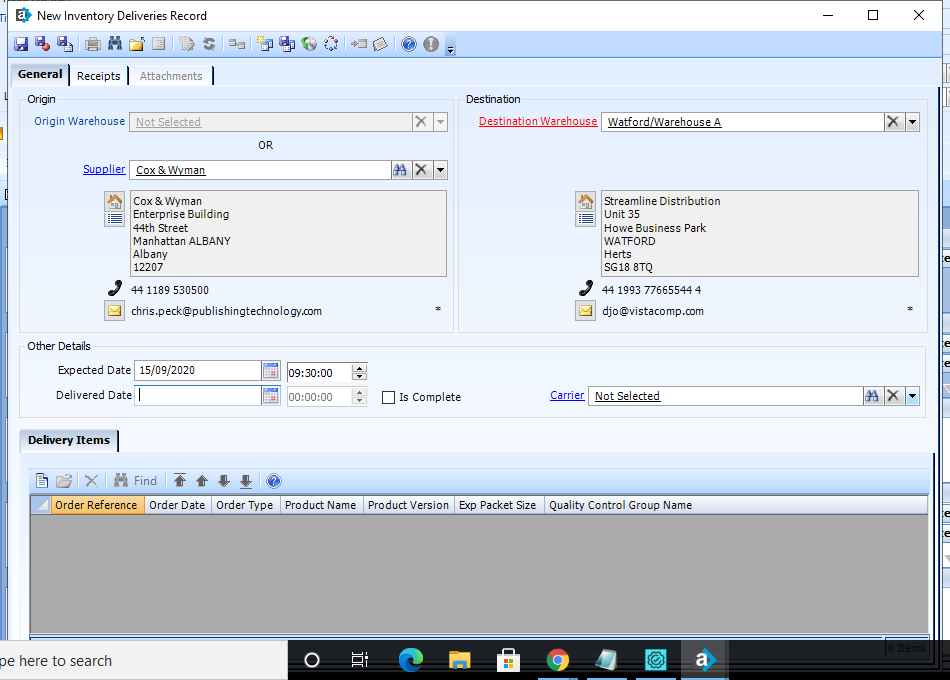 New Inventory Deliveries Record
General
Receipts
Attachments
Origin
Origin Warehouse
Not Selected
OR
Supplier
Cox & Wyman
Cox & Wyman
Enterprise Building
44th Street
Manhattan ALBANY
Albany
12207
44 1189 530500
chris.peck@publishingtechnology.com
*
Destination
Destination Warehouse
Watford/Warehouse A
Streamline Distribution
Unit 35
Howe Business Park
WATFORD
Herts
SG18 8TQ
44 1993 77665544 4
djo@vistacomp.com
*
Other Details
Expected Date 15/09/2020 09:30:00
Delivered Date 00:00:00 Is Complete
Carrier Not Selected
Delivery Items
Find
Order Reference Order Date Order Type Product Name Product Version Exp Packet Size Quality Control Group Name
0 Items
pe here to search